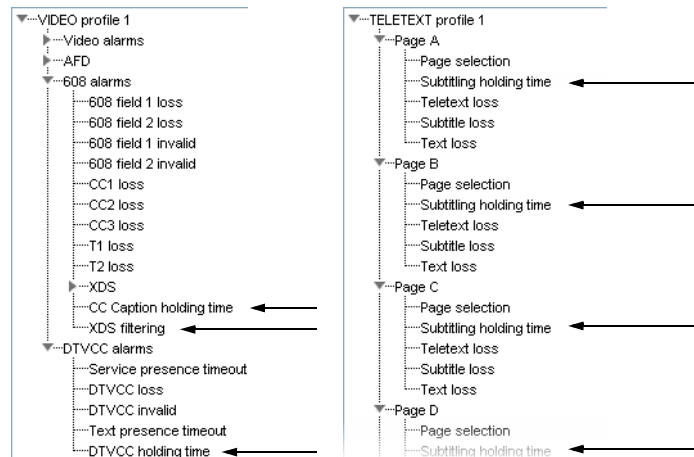 VIDEO profile 1
Video alarms
AFD
608 alarms
608 field 1 loss
608 field 2 loss
608 field 1 invalid
608 field 2 invalid
CC1 loss
CC2 loss
CC3 loss
T1 loss
T2 loss
XDS
CC Caption holding time
XDS filtering
DTVCC alarms
Service presence timeout
DTVCC loss
DTVCC invalid
Text presence timeout
DTVCC holding time
TELETEXT profile 1
Page A
Page selection
Subtitling holding time
Teletext loss
Subtitle loss
Text loss
Page B
Page selection
Subtitling holding time
Teletext loss
Subtitle loss
Text loss
Page C
Page selection
Subtitling holding time
Teletext loss
Subtitle loss
Text loss
Page D
Page selection
Subtitling holding time